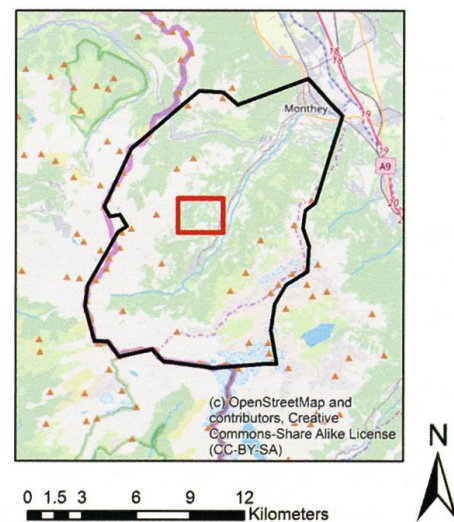 Monthey
18
18
19
19
A9
20
(c) OpenStreetMap and
contributors, Creative
Commons-Share Alike License
(CC-BY-SA)
N
0 1.5 3 6 9 12
Kilometers